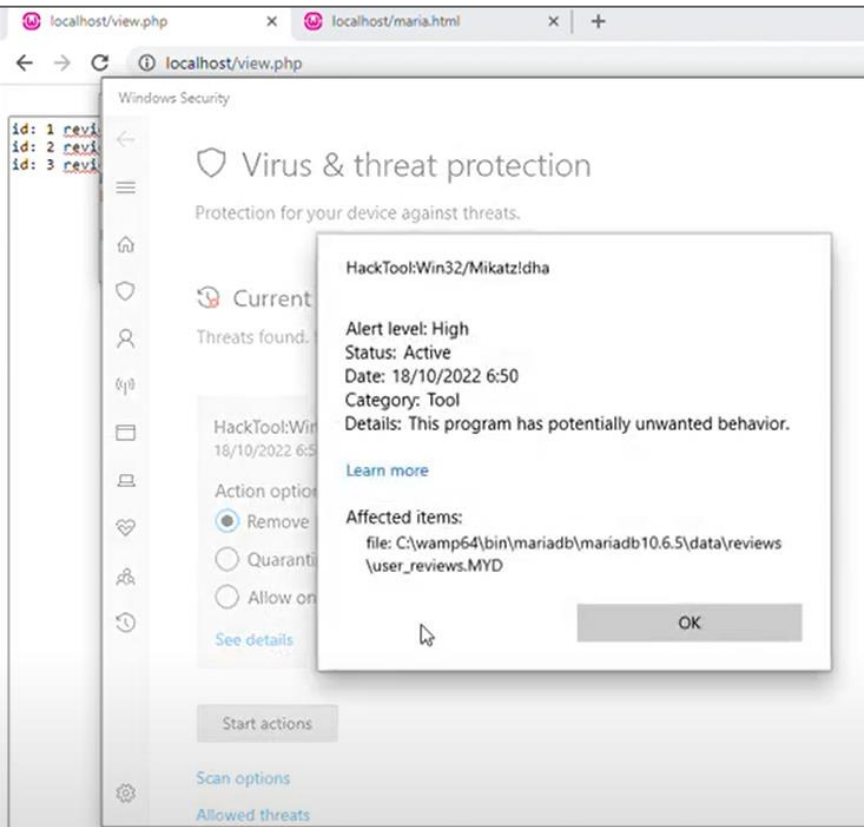 localhost/view.php
localhost/maria.html
localhost/view.php
Windows Security
id: 1 revi
id: 2 revi
id: 3 revi
Virus & threat protection
Protection for your device against threats.
Current
Threats found.
HackTool:Win
18/10/2022 6:5
Action optio
Remove
Quaranti
Allow on
See details
Start actions
Scan options
Allowed threats
HackTool:Win32/Mikatz!dha
Alert level: High
Status: Active
Date: 18/10/2022 6:50
Category: Tool
Details: This program has potentially unwanted behavior.
Learn more
Affected items:
file: C:\wamp64\bin\mariadb\mariadb10.6.5\data\reviews
\user_reviews.MYD
OK